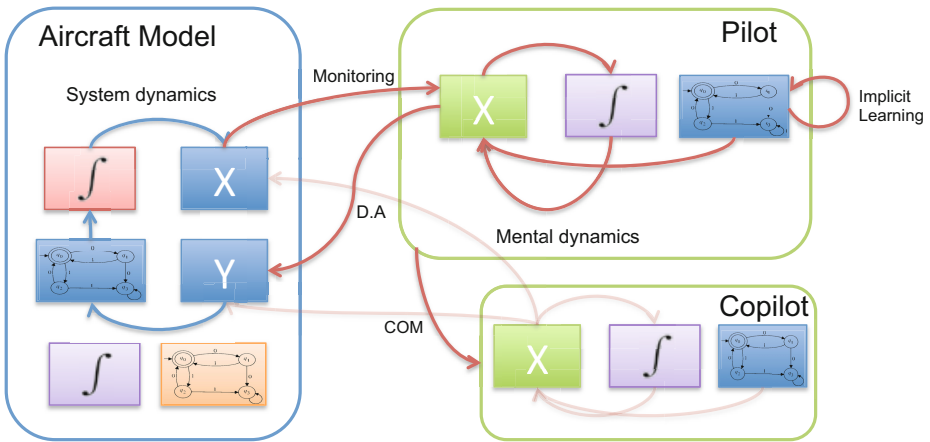 Aircraft Model
System dynamics
∫
X
Y
∫
Monitoring
D.A
COM
Pilot
X
∫
Implicit
Learning
Mental dynamics
Copilot
X
∫